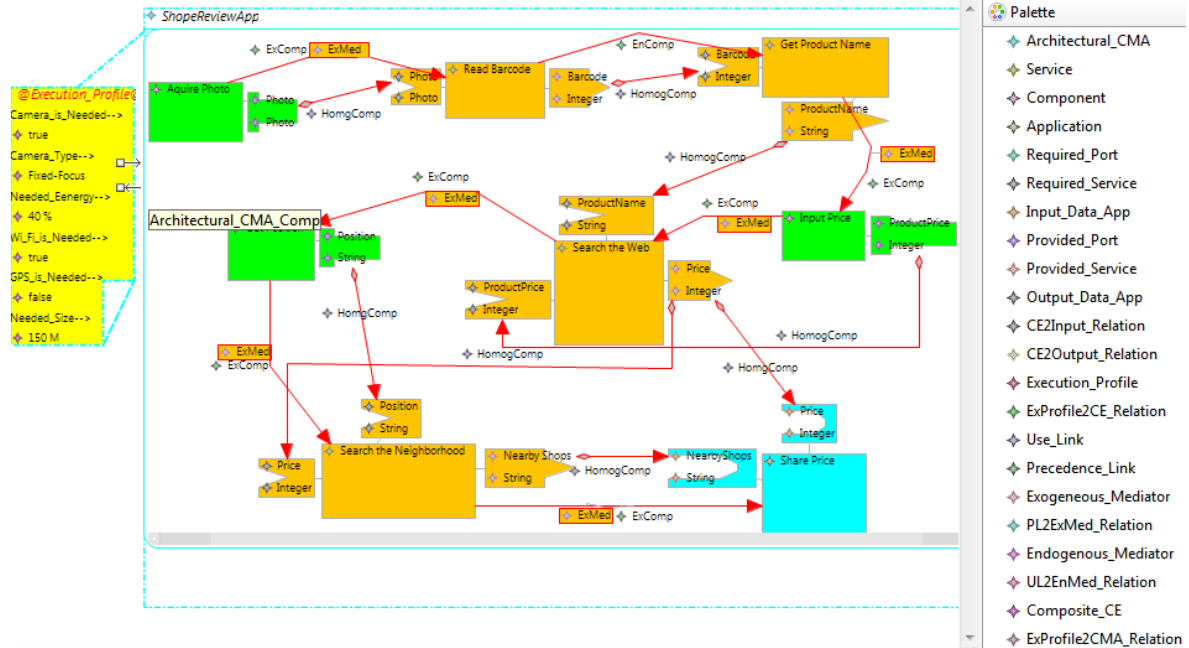 ShopeReviewApp
ExComp
ExMed
EnComp
Aquire Photo
Photo
Photo
HomgComp
Photo
Photo
Read Barcode
Barcode
Integer
HomogComp
Barcode
Integer
Get Product Name
ProductName
String
HomgComp
ExMed
ExComp
@Execution_Profile
Camera_is_Needed-->
true
Camera_Type-->
Fixed-Focus
Needed_Eenergy-->
40 %
Wi_Fi_is_Needed-->
true
GPS_is_Needed-->
false
Needed_Size-->
150 M
ExComp
ExMed
Architectural_CMA_Comp
Position
String
ProductName
String
Search the Web
ExComp
ExMed
Input Price
ProductPrice
Integer
ProductPrice
Integer
Price
Integer
HomgComp
HomogComp
HomogComp
HomgComp
ExMed
ExComp
Position
String
Price
Integer
Search the Neighborhood
Nearby Shops
String
HomogComp
NearbyShops
String
Price
Integer
Share Price
ExMed
ExComp
Palette
Architectural_CMA
Service
Component
Application
Required_Port
Required_Service
Input_Data_App
Provided_Port
Provided_Service
Output_Data_App
CE2Input_Relation
CE2Output_Relation
Execution_Profile
ExProfile2CE_Relation
Use_Link
Precedence_Link
Exogeneous_Mediator
PL2ExMed_Relation
Endogenous_Mediator
UL2EnMed_Relation
Composite_CE
ExProfile2CMA_Relation